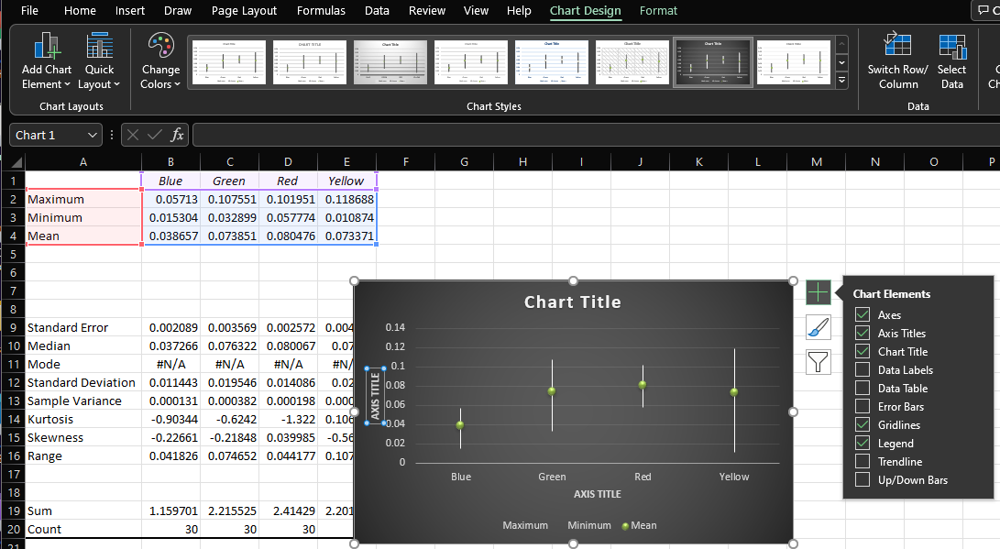 File Home Insert Draw Page Layout Formulas Data Review View Help Chart Design Format
Add Chart Element
Quick Layout
Change Colors
Switch Row/ Column
Select Data
Chart Layouts Chart Styles Data
Chart 1 fx
A B C D E F G H I J K L M N O P
1 Blue Green Red Yellow
2 Maximum 0.05713 0.107551 0.101951 0.118688
3 Minimum 0.015304 0.032899 0.057774 0.010874
4 Mean 0.038657 0.073851 0.080476 0.073371
5
6
7
8
9 Standard Error 0.002089 0.003569 0.002572 0.004
10 Median 0.037266 0.076322 0.080067 0.07
11 Mode #N/A #N/A #N/A #N/
12 Standard Deviation 0.011443 0.019546 0.014086 0.02
13 Sample Variance 0.000131 0.000382 0.000198 0.000
14 Kurtosis -0.90344 -0.6242 -1.322 0.106
15 Skewness -0.22661 -0.21848 0.039985 -0.56
16 Range 0.041826 0.074652 0.044177 0.107
17
18
19 Sum 1.159701 2.215525 2.41429 2.201
20 Count 30 30 30
21
Chart Title
0.14
0.12
0.1
0.08
0.06
0.04
0.02
0
AXIS TITLE
Blue Green Red Yellow
AXIS TITLE
Maximum Minimum Mean
Chart Elements
Axes
Axis Titles
Chart Title
Data Labels
Data Table
Error Bars
Gridlines
Legend
Trendline
Up/Down Bars